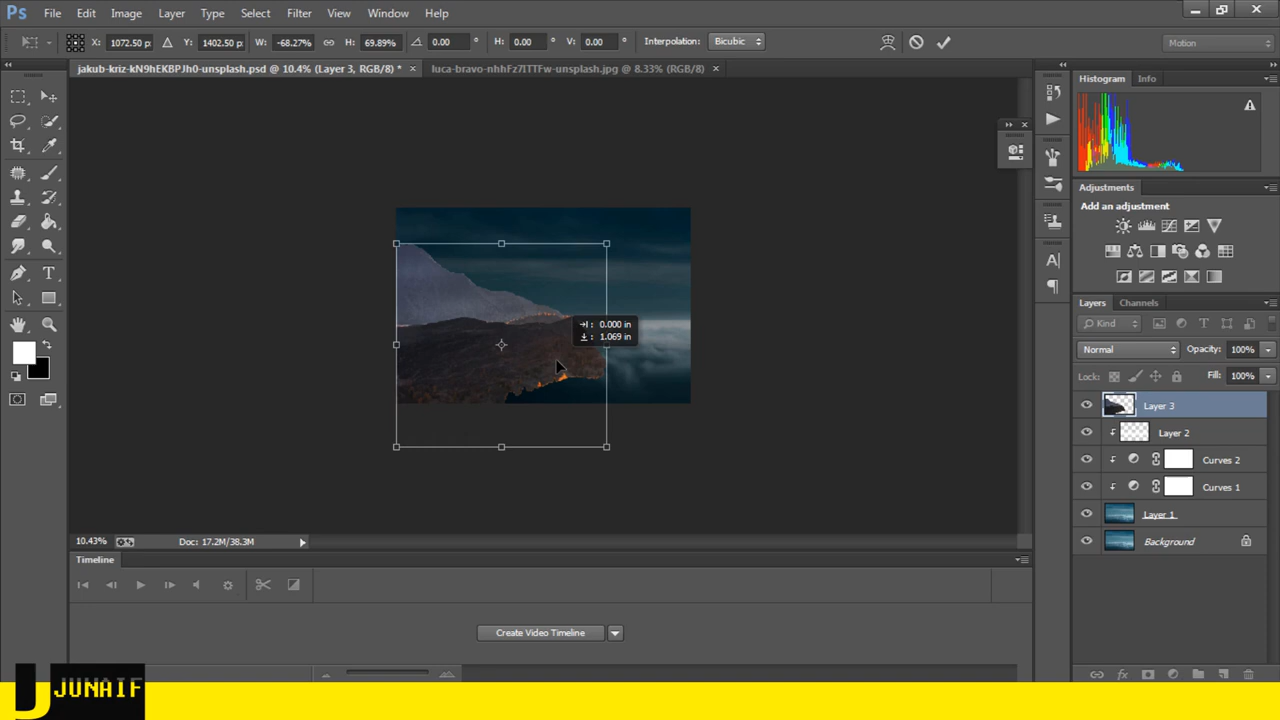 Ps File Edit Image Layer Type Select Filter View Window Help
X: 1072.50 px Y: 1402.50 px W: -68.27% H: 69.89% 0.00 ° H: 0.00 ° V: 0.00 ° Interpolation: Bicubic Motion
jakub-kriz-kN9hEKBPJh0-unsplash.psd @ 10.4% (Layer 3, RGB/8) * × luca-bravo-nhhFz7ITTFw-unsplash.jpg @ 8.33% (RGB/8) ×
Histogram Info
Adjustments
Add an adjustment
0.000 in
1.069 in
Layers Channels
Kind
Normal Opacity: 100%
Lock: Fill: 100%
Layer 3
Layer 2
Curves 2
Curves 1
Layer 1
Background
10.43% Doc: 17.2M/38.3M
Timeline
Create Video Timeline
J JUNAIF